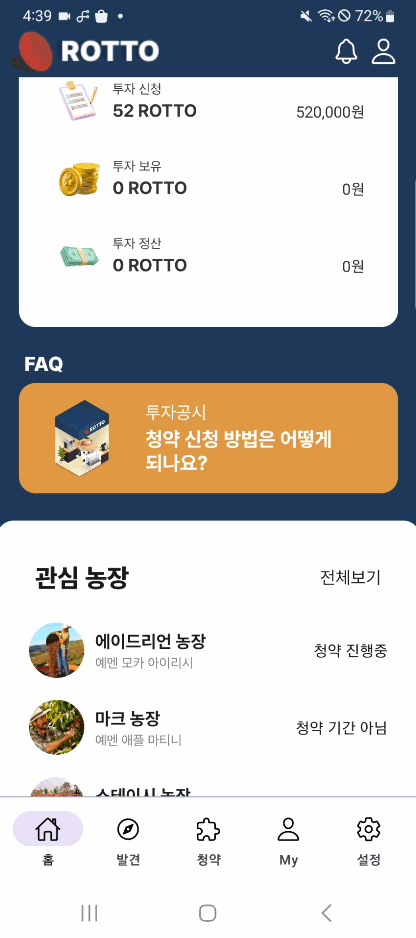 4:39 72%
ROTTO
투자 신청
52 ROTTO 520,000원
투자 보유
0 ROTTO 0원
투자 정산
0 ROTTO 0원
FAQ
투자공시
ROTTO
청약 신청 방법은 어떻게
되나요?
관심 농장 전체보기
에이드리언 농장
예멘 모카 아이리시
청약 진행중
마크 농장
예멘 애플 마티니
청약 기간 아님
스테이시 농장
홈 발견 청약 My 설정